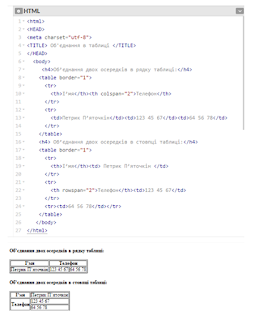 HTML
1 <html>
2 <HEAD>
3 <meta charset="utf-8">
4 <TITLE> Об'єднання в таблиці </TITLE>
5 </HEAD>
6 <body>
7 <h4>Об'єднання двох осередків в рядку таблиці:</h4>
8 <table border="1">
9 <tr>
10 <th>І'мя</th><th colspan="2">Телефон</th>
11 </tr>
12 <tr>
13 <td>Петрик П'яточкін</td><td>123 45 67</td><td>64 56 78</td>
14 </tr>
15 </table>
16 <h4> Об'єднання двох осередків в стовпці таблиці:</h4>
17 <table border="1">
18 <tr>
19 <th>І'мя</th><td> Петрик П'яточкін </td>
20 </tr>
21 <tr>
22 <th rowspan="2">Телефон</th><td>123 45 67</td>
23 </tr>
24 <tr><td>64 56 78</td></tr>
25 </table>
26 </body>
27 </html>
Об'єднання двох осередків в рядку таблиці:
І'мя Телефон
Петрик П'яточкін 123 45 67 64 56 78
Об'єднання двох осередків в стовпці таблиці:
І'мя Петрик П'яточкін
Телефон 123 45 67
64 56 78